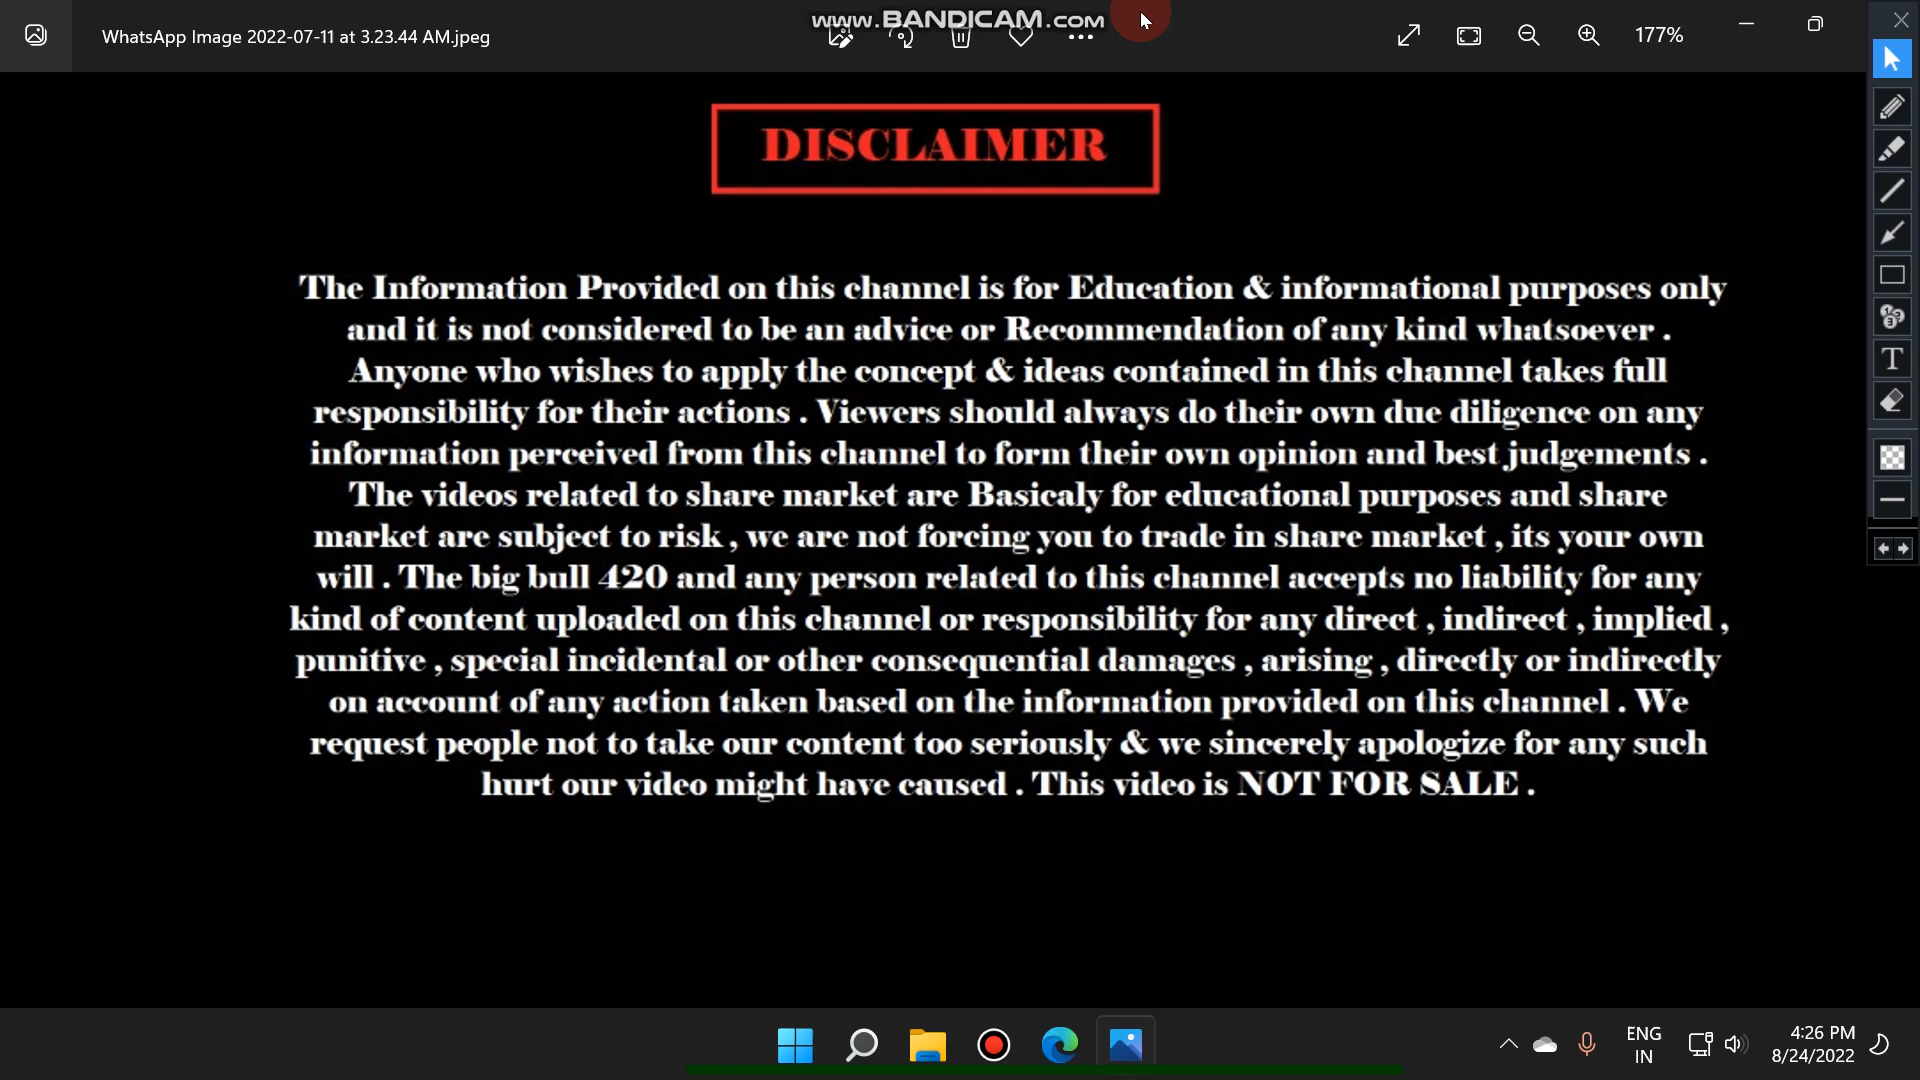 www.BANDICAM.com
WhatsApp Image 2022-07-11 at 3.23.44 AM.jpeg
177%
DISCLAIMER
The Information Provided on this channel is for Education & informational purposes only
and it is not considered to be an advice or Recommendation of any kind whatsoever .
Anyone who wishes to apply the concept & ideas contained in this channel takes full
responsibility for their actions . Viewers should always do their own due diligence on any
information perceived from this channel to form their own opinion and best judgements .
The videos related to share market are Basicaly for educational purposes and share
market are subject to risk , we are not forcing you to trade in share market , its your own
will . The big bull 420 and any person related to this channel accepts no liability for any
kind of content uploaded on this channel or responsibility for any direct , indirect , implied ,
punitive , special incidental or other consequential damages , arising , directly or indirectly
on account of any action taken based on the information provided on this channel . We
request people not to take our content too seriously & we sincerely apologize for any such
hurt our video might have caused . This video is NOT FOR SALE .
T
ENG
IN
4:26 PM
8/24/2022